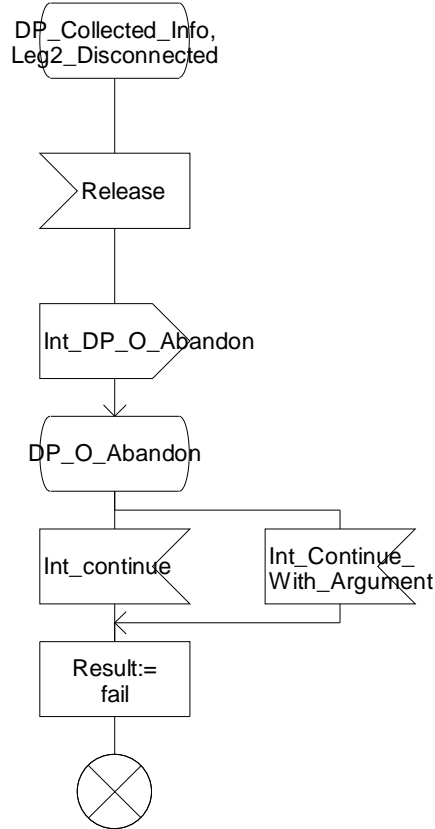 DP_Collected_Info,
Leg2_Disconnected
Release
Int_DP_O_Abandon
DP_O_Abandon
Int_continue
Int_Continue_
With_Argument
Result:=
fail